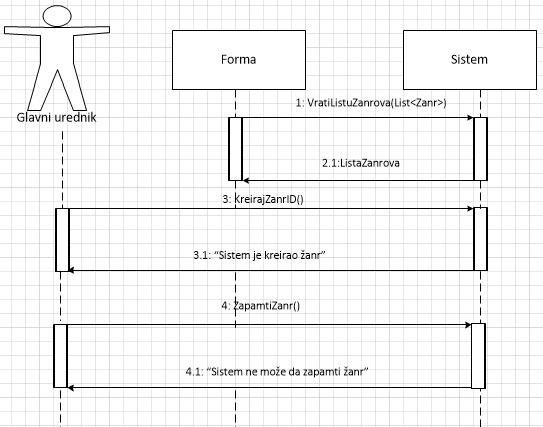 Forma
Sistem
Glavni urednik
1: VratiListuZanrova(List<Zanr>)
2.1:ListaZanrova
3: KreirajZanrID()
3.1: “Sistem je kreirao žanr”
4: ZapamtiZanr()
4.1: “Sistem ne može da zapamti žanr”